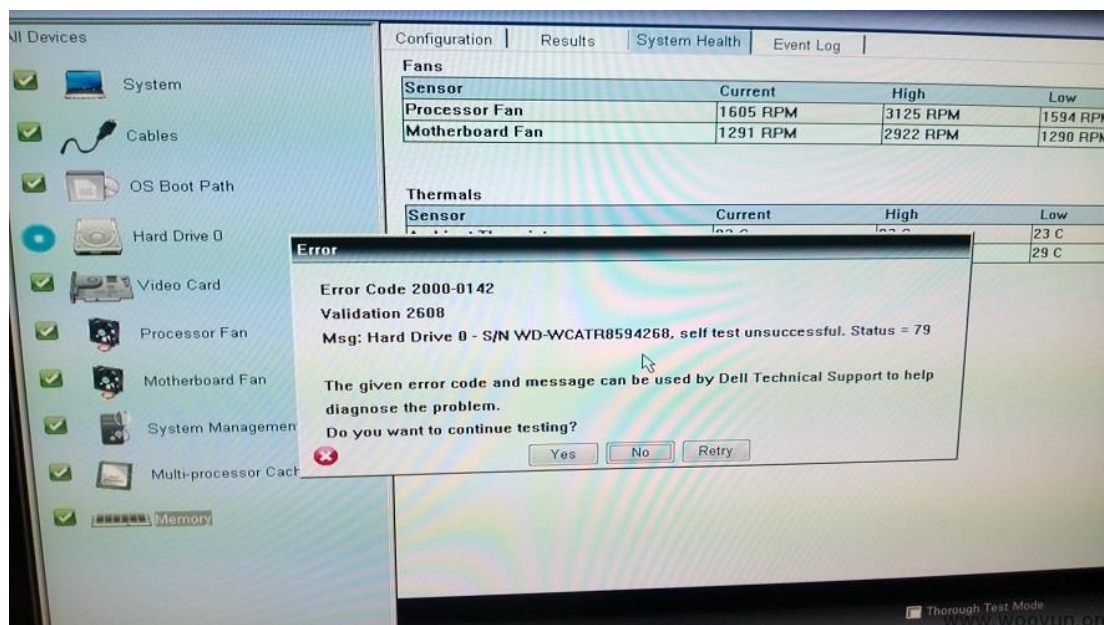 All Devices
Configuration
Results
System Health
Event Log
System
Cables
OS Boot Path
Hard Drive 0
Video Card
Processor Fan
Motherboard Fan
System Managemen
Multi-processor Cach
Memory
Fans
Sensor Current High Low
Processor Fan 1605 RPM 3125 RPM 1594 RPM
Motherboard Fan 1291 RPM 2922 RPM 1290 RPM
Thermals
Sensor Current High Low
23 C
29 C
Error
Error Code 2000-0142
Validation 2608
Msg: Hard Drive 0 - S/N WD-WCATR8594268, self test unsuccessful. Status = 79
The given error code and message can be used by Dell Technical Support to help
diagnose the problem.
Do you want to continue testing?
Yes No Retry
Thorough Test Mode